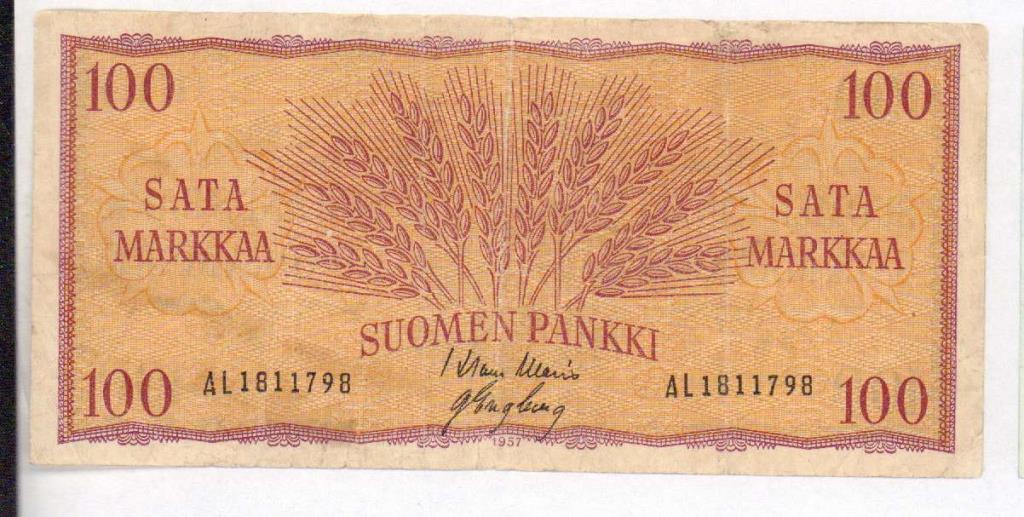 100 100
SATA MARKKAA
SATA MARKKAA
SUOMEN PANKKI
AL1811798 AL1811798
100 100
1957